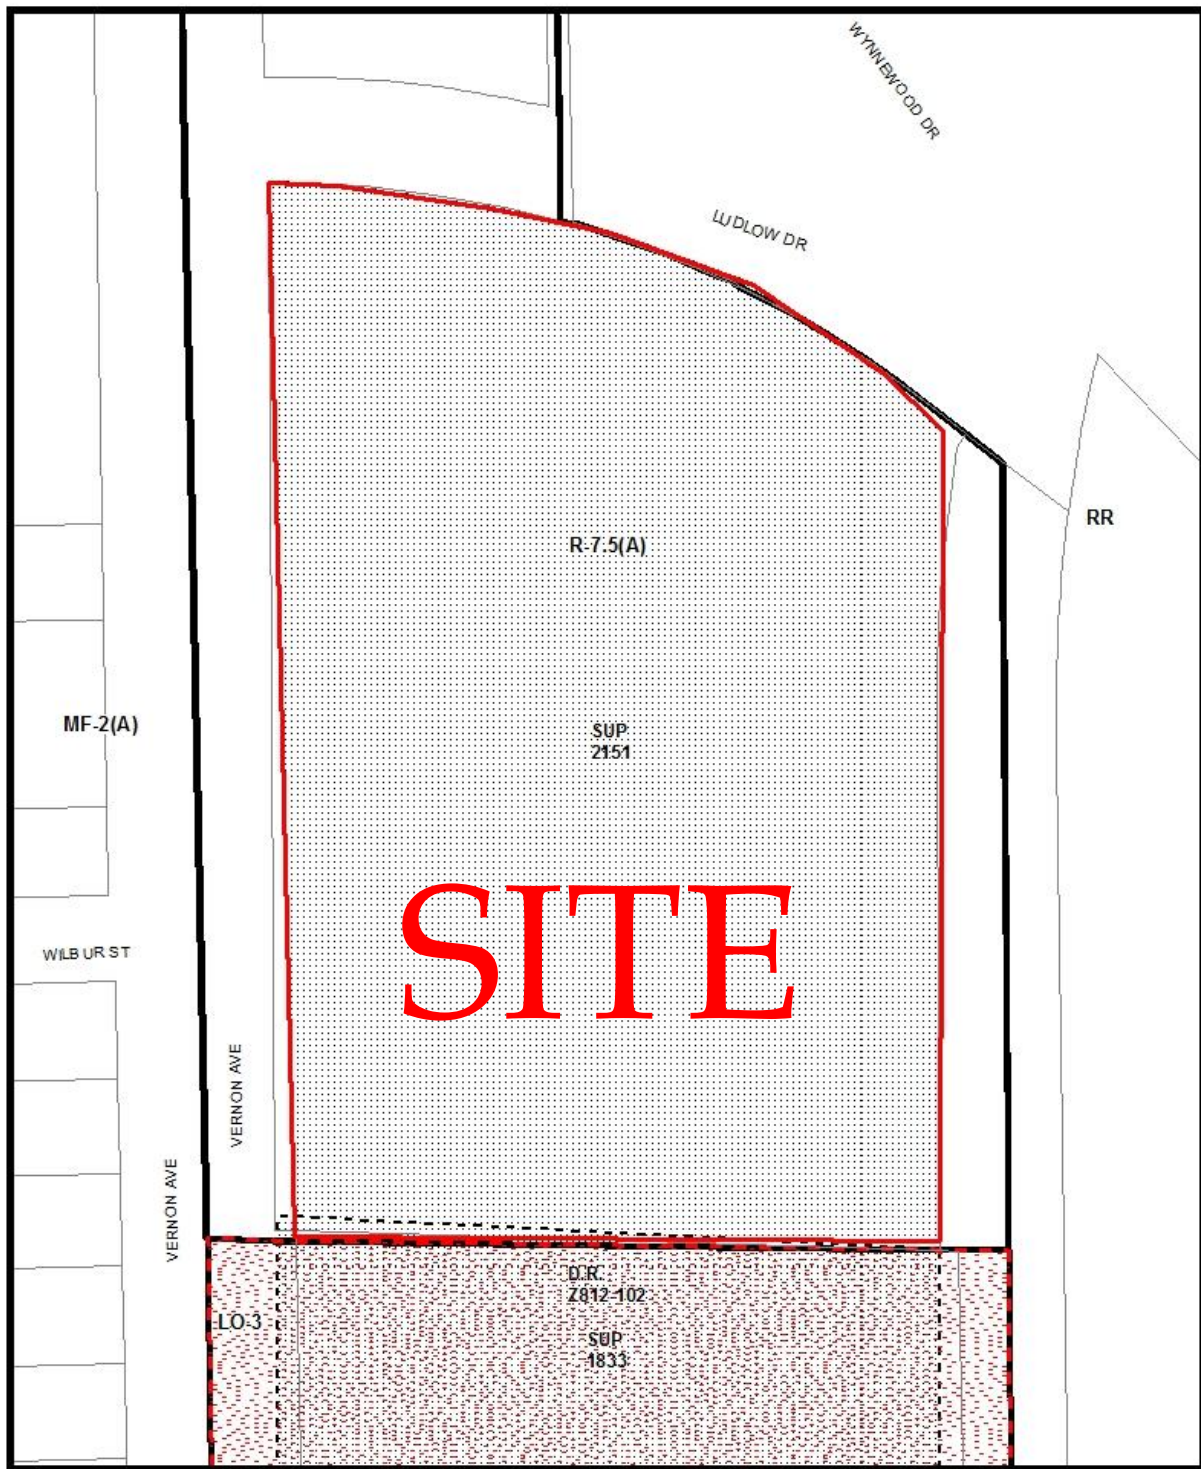 WYNNEWOOD DR
LUDLOW DR
RR
R-7.5(A)
MF-2(A)
SUP
2151
SITE
WILBUR ST
VERNON AVE
VERNON AVE
D.R.
Z812-102
LO-3
SUP
1833